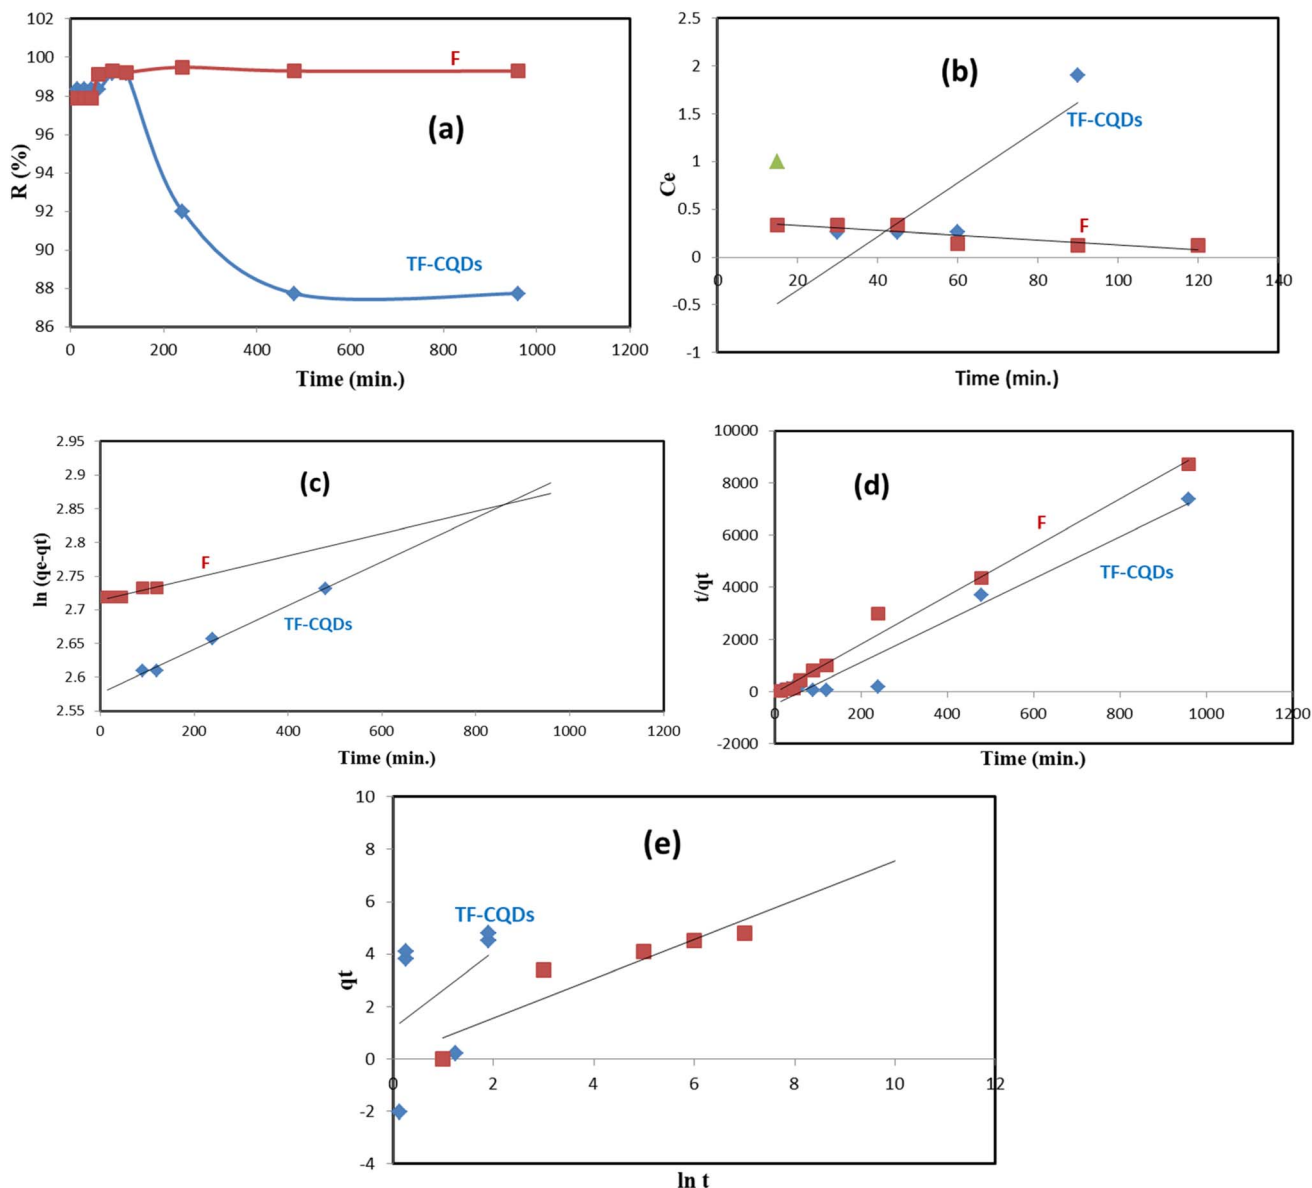 102
100
98
96
94
92
90
88
86
R (%)
F
(a)
TF-CQDs
0 200 400 600 800 1000 1200
Time (min.)
2.5
2
1.5
1
0.5
0
-0.5
-1
Ce
(b)
TF-CQDs
F
0 20 40 60 80 100 120 140
Time (min.)
2.95
2.9
2.85
2.8
2.75
2.7
2.65
2.6
2.55
ln (qe-qt)
(c)
F
TF-CQDs
0 200 400 600 800 1000 1200
Time (min.)
10000
8000
6000
4000
2000
0
-2000
t/qt
(d)
F
TF-CQDs
0 200 400 600 800 1000 1200
Time (min.)
10
8
6
4
2
0
-2
-4
qt
(e)
TF-CQDs
0 2 4 6 8 10 12
ln t